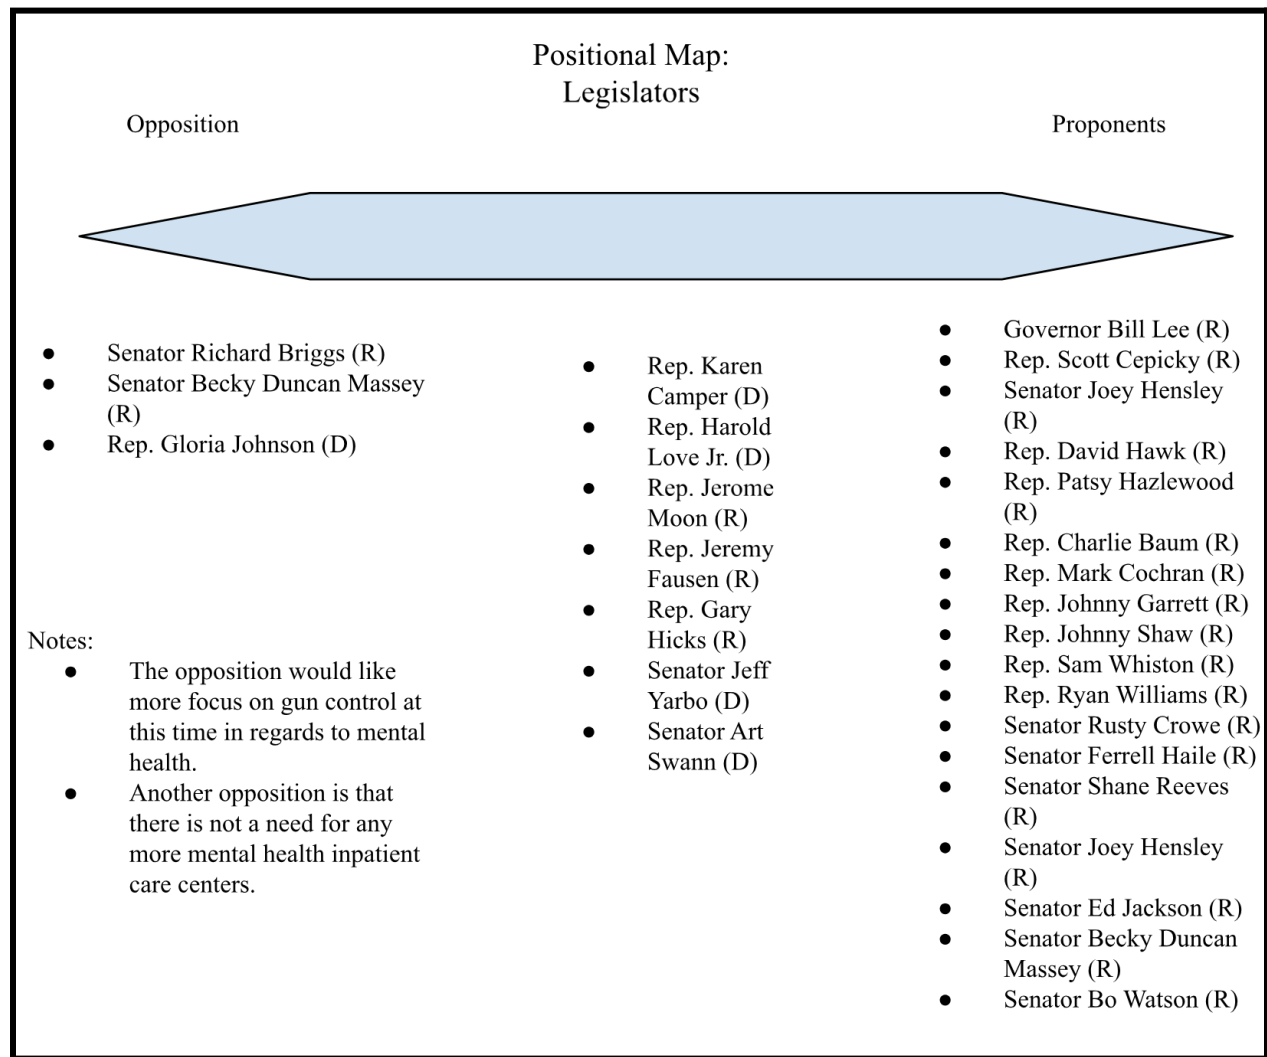 Positional Map:
Legislators
Opposition
Proponents
● Senator Richard Briggs (R)
● Senator Becky Duncan Massey
(R)
● Rep. Gloria Johnson (D)
Notes:
● The opposition would like
more focus on gun control at
this time in regards to mental
health.
● Another opposition is that
there is not a need for any
more mental health inpatient
care centers.
● Rep. Karen
Camper (D)
● Rep. Harold
Love Jr. (D)
● Rep. Jerome
Moon (R)
● Rep. Jeremy
Fausen (R)
● Rep. Gary
Hicks (R)
● Senator Jeff
Yarbo (D)
● Senator Art
Swann (D)
● Governor Bill Lee (R)
● Rep. Scott Cepicky (R)
● Senator Joey Hensley
(R)
● Rep. David Hawk (R)
● Rep. Patsy Hazlewood
(R)
● Rep. Charlie Baum (R)
● Rep. Mark Cochran (R)
● Rep. Johnny Garrett (R)
● Rep. Johnny Shaw (R)
● Rep. Sam Whiston (R)
● Rep. Ryan Williams (R)
● Senator Rusty Crowe (R)
● Senator Ferrell Haile (R)
● Senator Shane Reeves
(R)
● Senator Joey Hensley
(R)
● Senator Ed Jackson (R)
● Senator Becky Duncan
Massey (R)
● Senator Bo Watson (R)